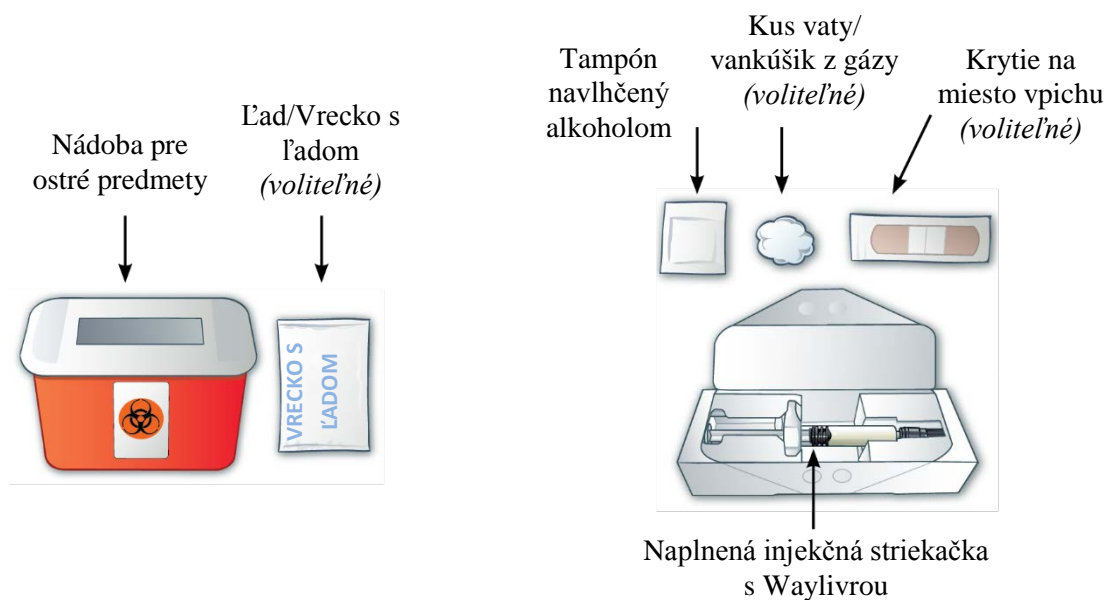 Nádoba pre
ostré predmety
Ľad/Vrecko s
ľadom
(voliteľné)
VRECKO S
ĽADOM
Tampón
navlhčený
alkoholom
Kus vaty/
vankúšik z gázy
(voliteľné)
Krytie na
miesto vpichu
(voliteľné)
Naplnená injekčná striekačka
s Waylivrou